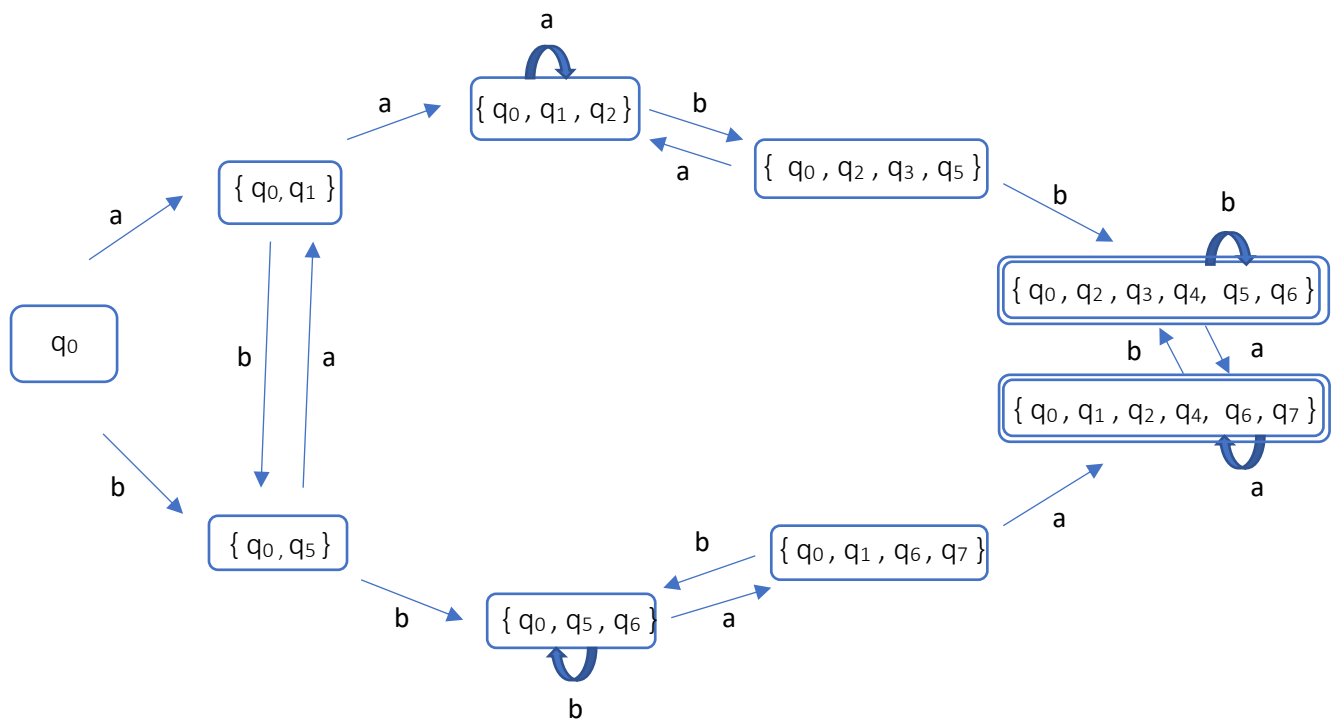 a
{ q₀ , q₁ , q₂ }
a
b
{ q₀ , q₂ , q₃ , q₅ }
a
{ q₀, q₁ }
b
b
a
{ q₀ , q₂ , q₃ , q₄, q₅ , q₆ }
q₀
b
a
b
a
{ q₀ , q₁ , q₂ , q₄, q₆ , q₇ }
b
a
a
{ q₀ , q₅ }
b
{ q₀ , q₁ , q₆ , q₇ }
b
{ q₀ , q₅ , q₆ }
a
b